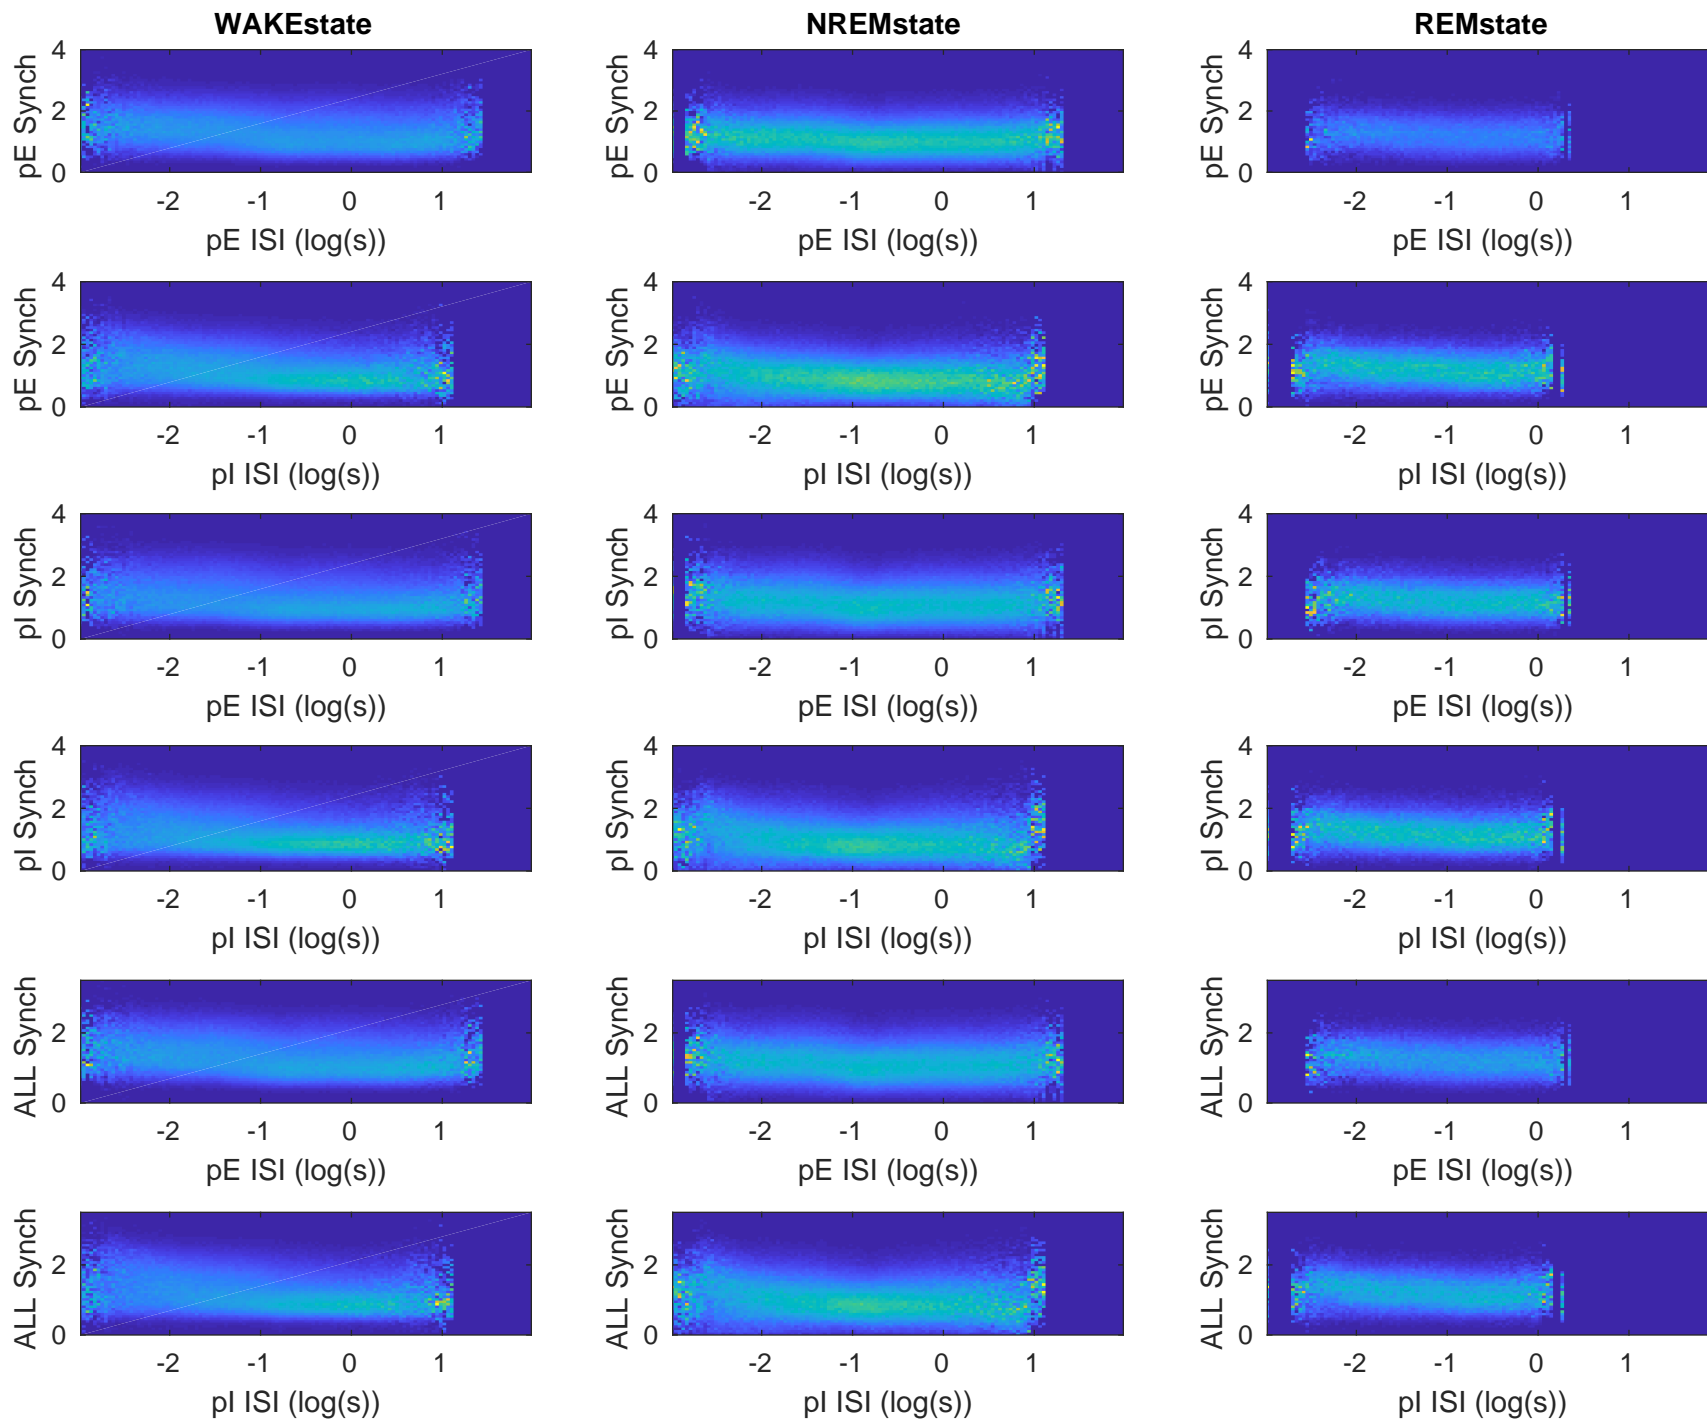 WAKEstate NREMstate REMstate
4 4 4
2 2 2
0 0 0
pE Synch pE Synch pE Synch
-2 -1 0 1 -2 -1 0 1 -2 -1 0 1
pE ISI (log(s)) pE ISI (log(s)) pE ISI (log(s))
4 4 4
2 2 2
0 0 0
pE Synch pE Synch pE Synch
-2 -1 0 1 -2 -1 0 1 -2 -1 0 1
pI ISI (log(s)) pI ISI (log(s)) pI ISI (log(s))
4 4 4
2 2 2
0 0 0
pI Synch pI Synch pI Synch
-2 -1 0 1 -2 -1 0 1 -2 -1 0 1
pE ISI (log(s)) pE ISI (log(s)) pE ISI (log(s))
4 4 4
2 2 2
0 0 0
pI Synch pI Synch pI Synch
-2 -1 0 1 -2 -1 0 1 -2 -1 0 1
pI ISI (log(s)) pI ISI (log(s)) pI ISI (log(s))
2 2 2
0 0 0
ALL Synch ALL Synch ALL Synch
-2 -1 0 1 -2 -1 0 1 -2 -1 0 1
pE ISI (log(s)) pE ISI (log(s)) pE ISI (log(s))
2 2 2
0 0 0
ALL Synch ALL Synch ALL Synch
-2 -1 0 1 -2 -1 0 1 -2 -1 0 1
pI ISI (log(s)) pI ISI (log(s)) pI ISI (log(s))